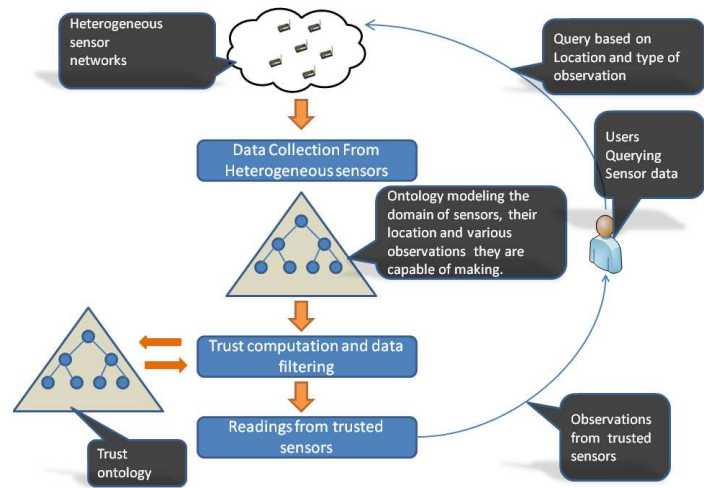 Heterogeneous
sensor
networks
Query based on
Location and type of
observation
Data Collection From
Heterogeneous sensors
Users
Querying
Sensor data
Ontology modeling the
domain of sensors, their
location and various
observations they are
capable of making.
Trust computation and data
filtering
Readings from trusted
sensors
Trust
ontology
Observations
from trusted
sensors